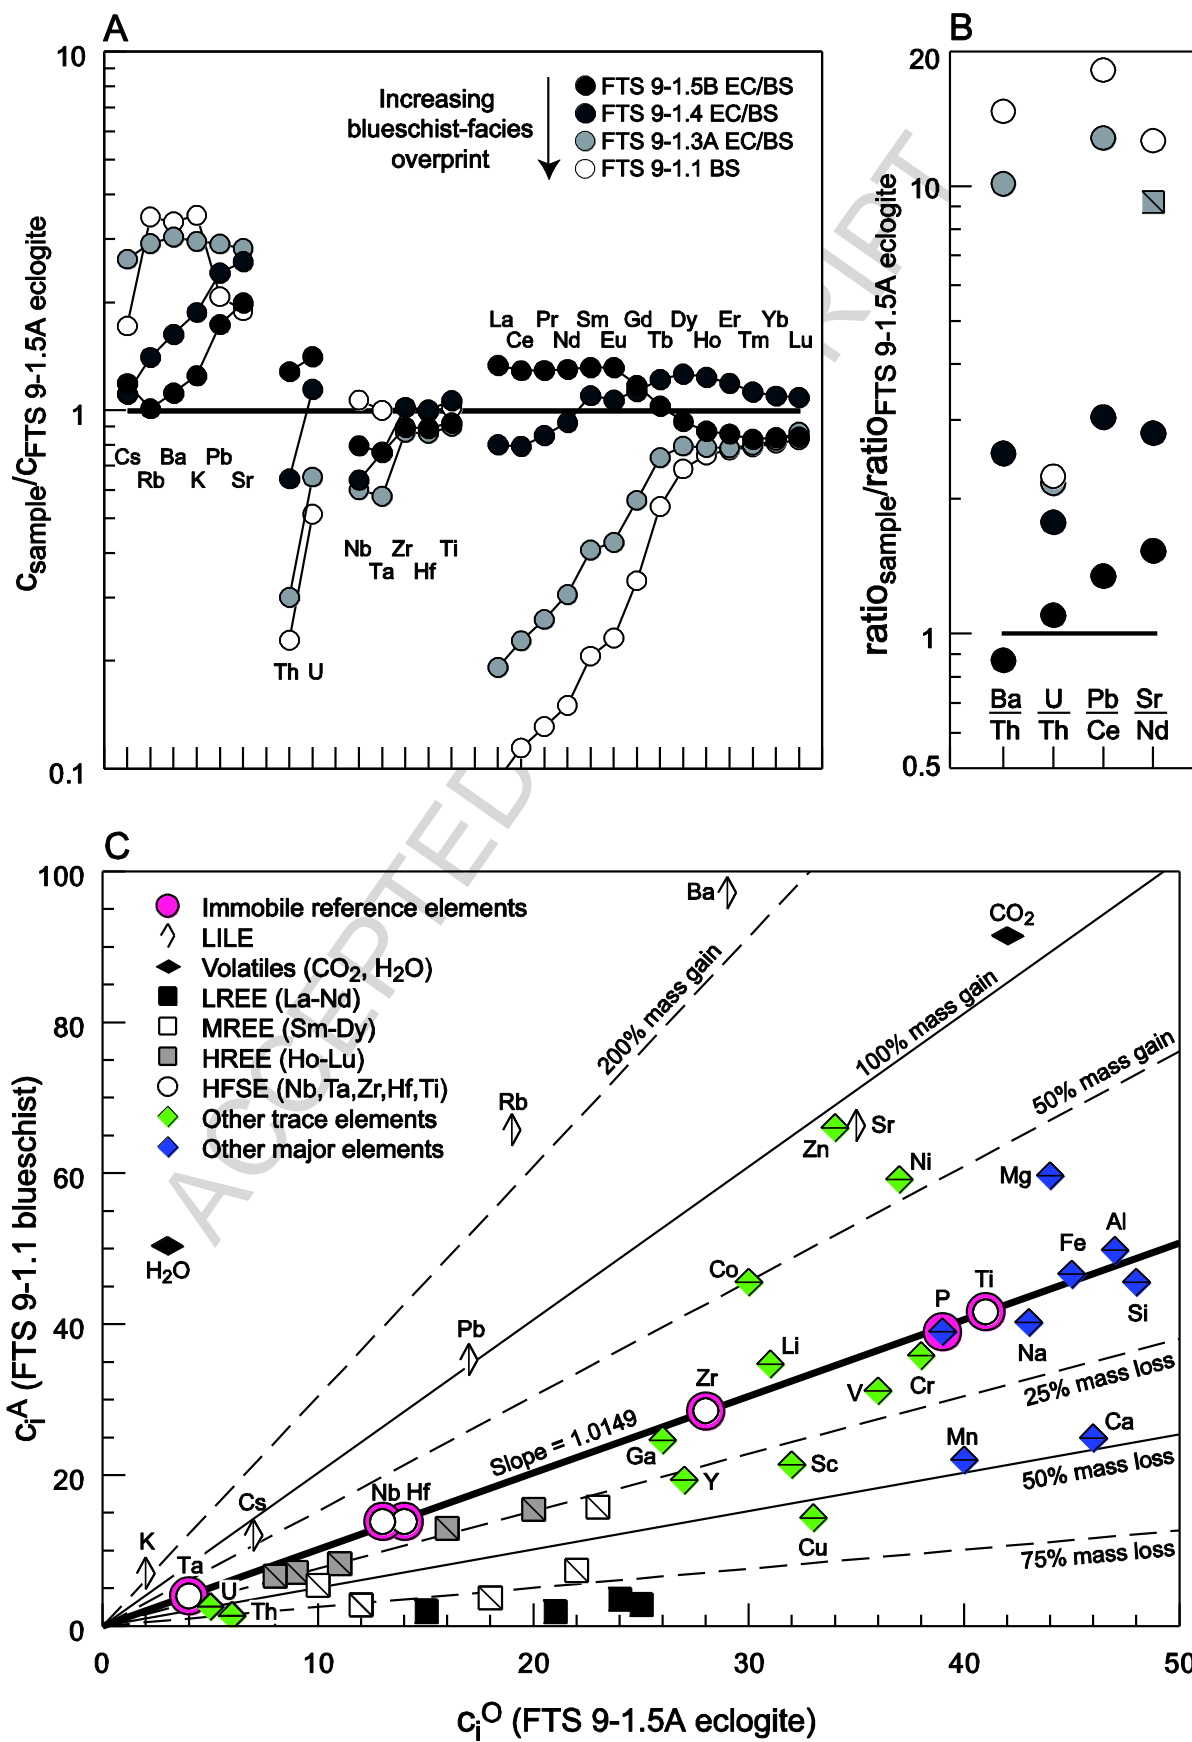 A
10
1
0.1
Csample/CFTS 9-1.5A eclogite
Increasing
blueschist-facies
overprint
FTS 9-1.5B EC/BS
FTS 9-1.4 EC/BS
FTS 9-1.3A EC/BS
FTS 9-1.1 BS
Cs Ba Pb
Rb K Sr
Th U
Nb Zr Ti
Ta Hf
La Pr Sm Gd Dy Er Yb
Ce Nd Eu Tb Ho Tm Lu
B
20
10
1
0.5
ratiosample/ratioFTS 9-1.5A eclogite
Ba U Pb Sr
Th Th Ce Nd
ACCEPTED
RIPT
C
100
80
60
40
20
0
ciA (FTS 9-1.1 blueschist)
Immobile reference elements
LILE
Volatiles (CO2, H2O)
LREE (La-Nd)
MREE (Sm-Dy)
HREE (Ho-Lu)
HFSE (Nb,Ta,Zr,Hf,Ti)
Other trace elements
Other major elements
Ba
CO2
200% mass gain
100% mass gain
50% mass gain
Rb
Zn
Sr
Ni
Mg
H2O
Al
Fe
Co
Ti
P
Si
Pb
Li
Na
Zr
Cr
V
25% mass loss
Slope = 1.0149
Ca
Mn
Ga
Sc
Y
50% mass loss
Nb Hf
Cs
Cu
K
75% mass loss
Ta
U
Th
0 10 20 30 40 50
ciO (FTS 9-1.5A eclogite)